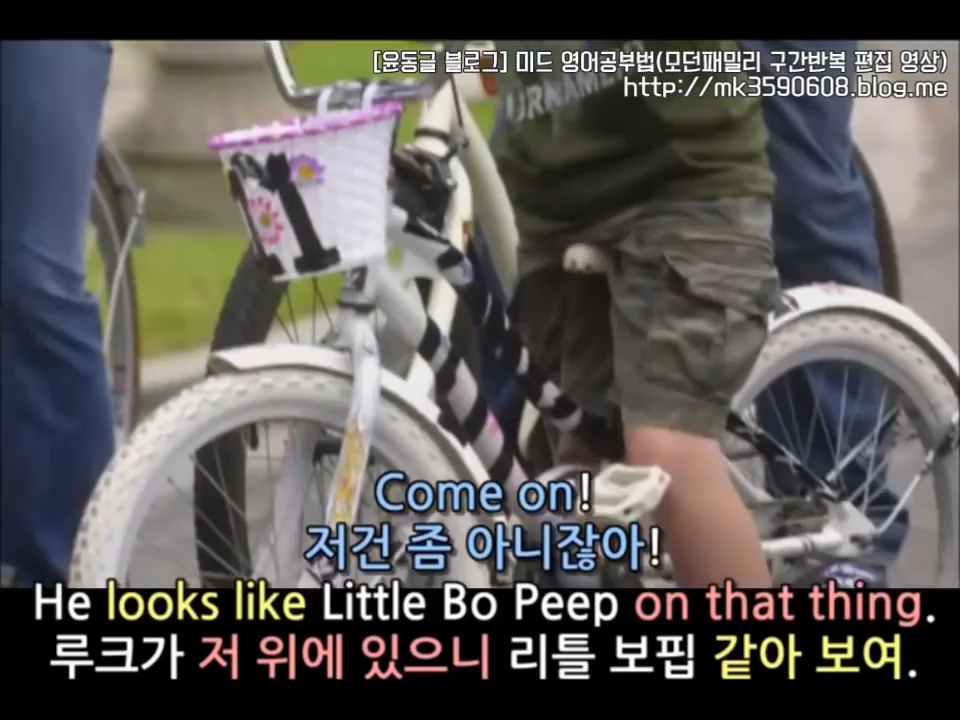 [윤동글 블로그] 미드 영어공부법(모던패밀리 구간반복 편집 영상)
http://mk3590608.blog.me
URNAME
11
Come on!
저건 좀 아니잖아!
He looks like Little Bo Peep on that thing.
루크가 저 위에 있으니 리틀 보핍 같아 보여.